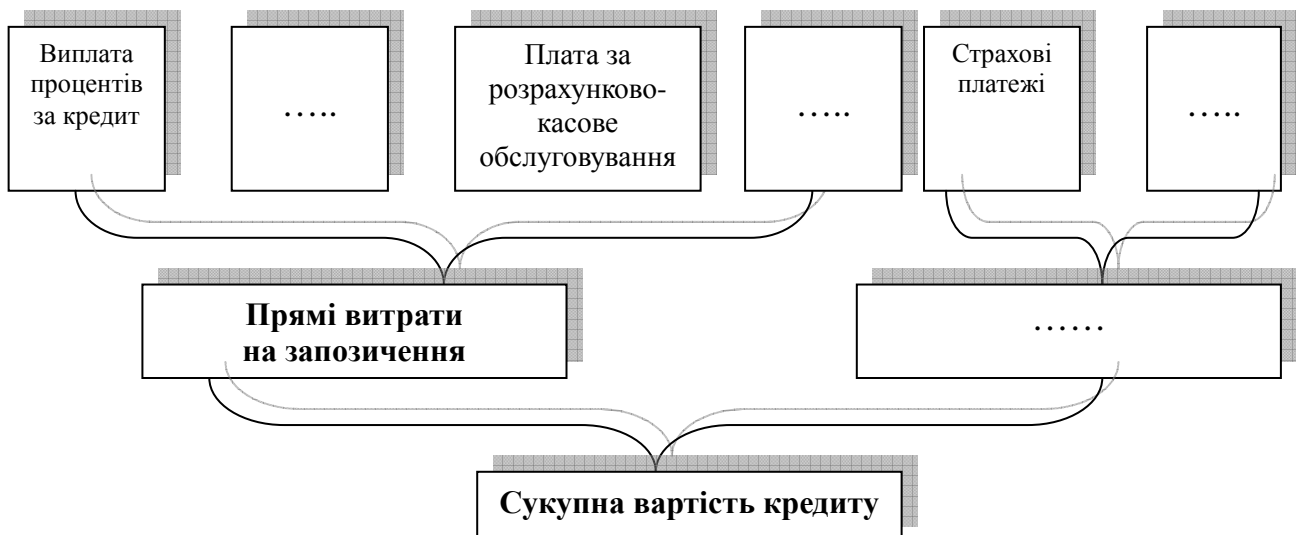 Виплата
процентів
за кредит
…..
Плата за
розрахунково-
касове
обслуговування
…..
Страхові
платежі
…..
Прямі витрати
на запозичення
……
Сукупна вартість кредиту